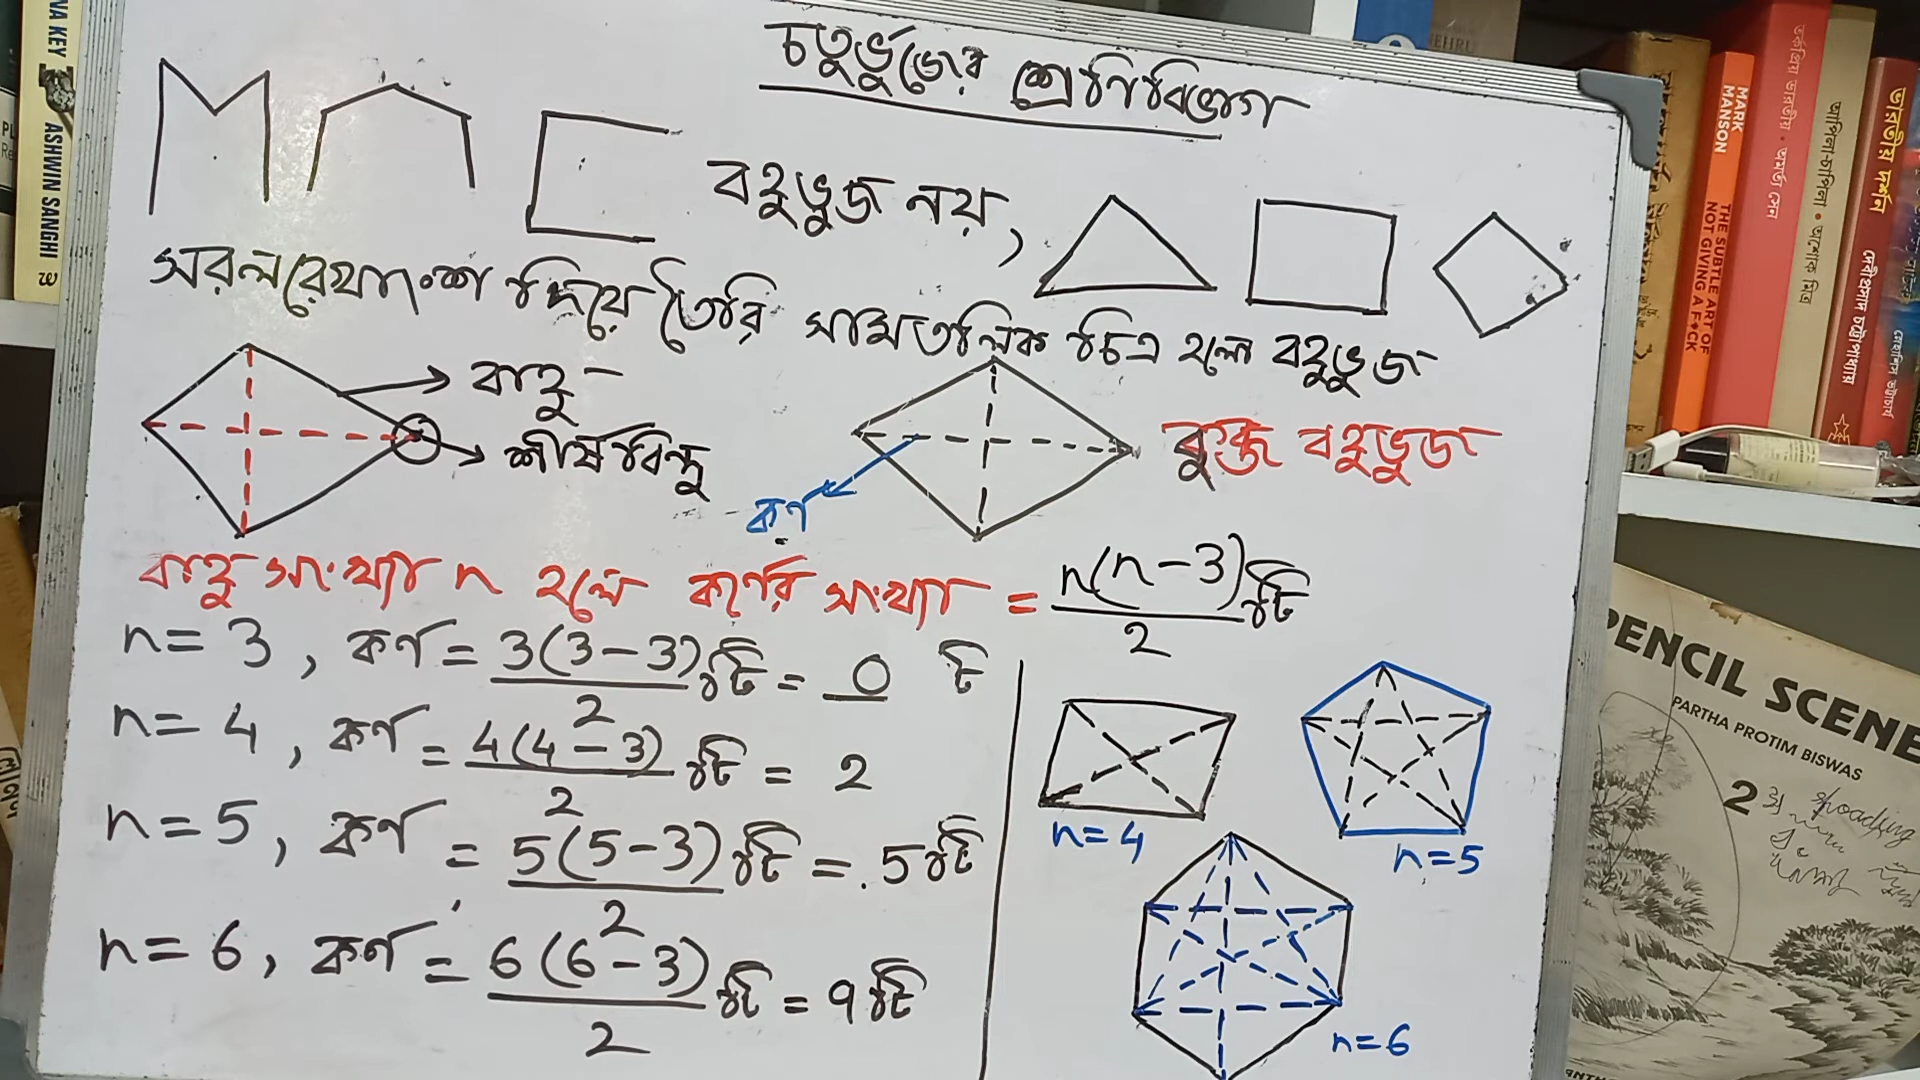 চতুর্ভুজের শ্রেণিবিভাগ
বহুভুজ নয়,
সরলরেখাংশ দিয়ে তৈরি সামতলিক চিত্র হলো বহুভুজ
বাহু
শীর্ষবিন্দু
কর্ণ
কুব্জ বহুভুজ
বাহু সংখ্যা n হলে কর্ণের সংখ্যা = n(n-3)/2 টি
n = 3, কর্ণ = 3(3-3)/2 টি = 0 টি
n = 4, কর্ণ = 4(4-3)/2 টি = 2
n = 5, কর্ণ = 5(5-3)/2 টি = 5 টি
n = 6, কর্ণ = 6(6-3)/2 টি = 9 টি
n=4
n=5
n=6
ASHWIN SANGHI
MARK MANSON
THE SUBTLE ART OF NOT GIVING A F*CK
ভারতীয় দর্শন
দেবীপ্রসাদ চট্টোপাধ্যায়
PENCIL SCENE
PARTHA PROTIM BISWAS
2